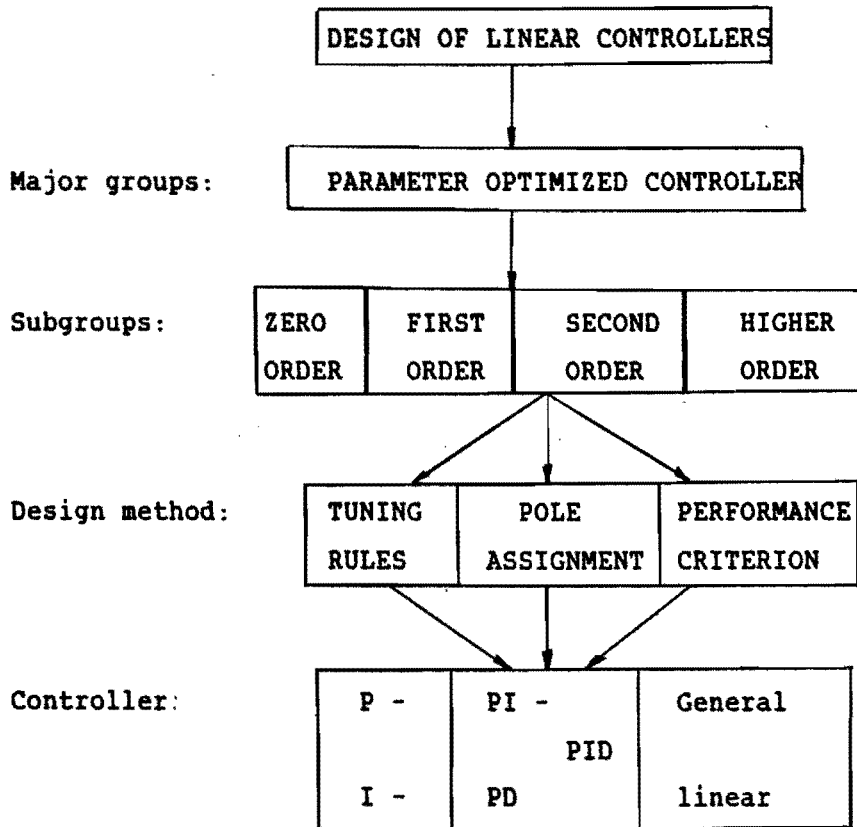 DESIGN OF LINEAR CONTROLLERS
Major groups: PARAMETER OPTIMIZED CONTROLLER
Subgroups: ZERO FIRST SECOND HIGHER
ORDER ORDER ORDER ORDER
Design method: TUNING POLE PERFORMANCE
RULES ASSIGNMENT CRITERION
Controller: P - PI - General
PID
I - PD linear